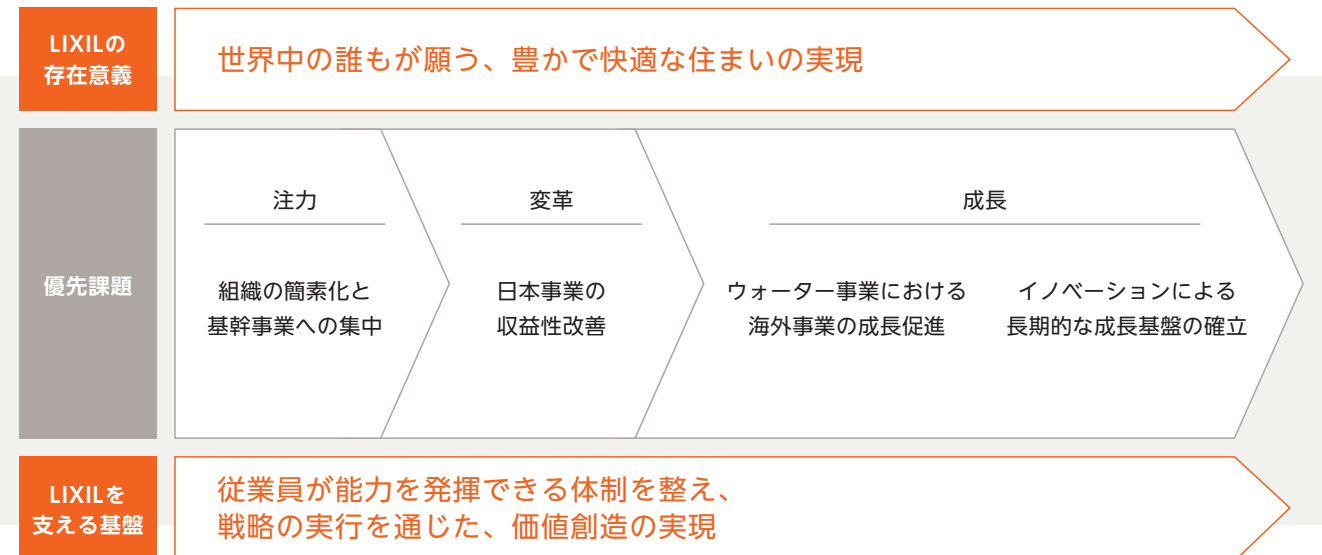 LIXILの
存在意義
世界中の誰もが願う、豊かで快適な住まいの実現
優先課題
注力
組織の簡素化と
基幹事業への集中
変革
日本事業の
収益性改善
成長
ウォーター事業における
海外事業の成長促進
イノベーションによる
長期的な成長基盤の確立
LIXILを
支える基盤
従業員が能力を発揮できる体制を整え、
戦略の実行を通じた、価値創造の実現